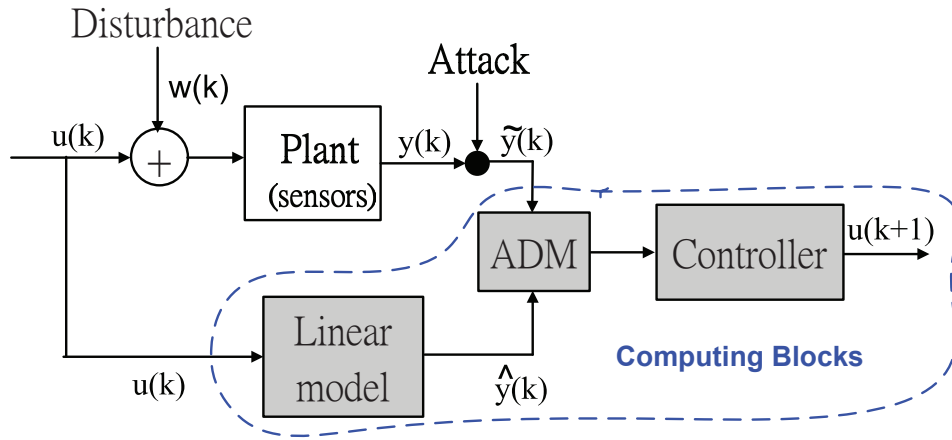 Disturbance
w(k)
Attack
u(k)
+
Plant
(sensors)
y(k)
ỹ(k)
ADM
Controller
u(k+1)
Linear
model
u(k)
ŷ(k)
Computing Blocks